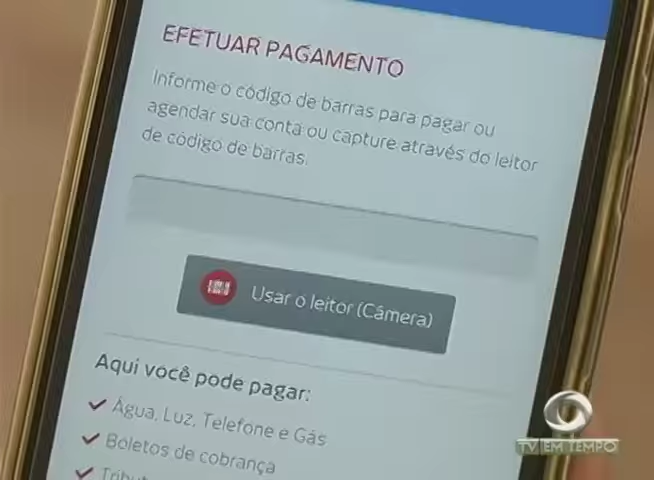 EFETUAR PAGAMENTO
Informe o código de barras para pagar ou
agendar sua conta ou capture através do leitor
de código de barras.
Usar o leitor (Câmera)
Aqui você pode pagar:
Água, Luz, Telefone e Gás
Boletos de cobrança
TV EM TEMPO